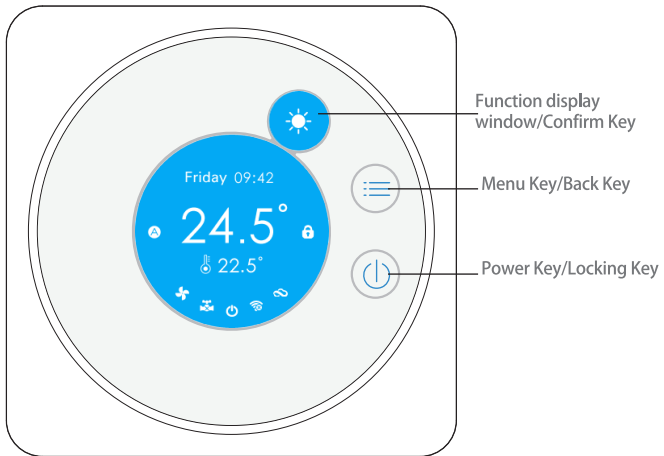 Function display
window/Confirm Key
Friday 09:42
Menu Key/Back Key
A
24.5°
22.5°
Power Key/Locking Key